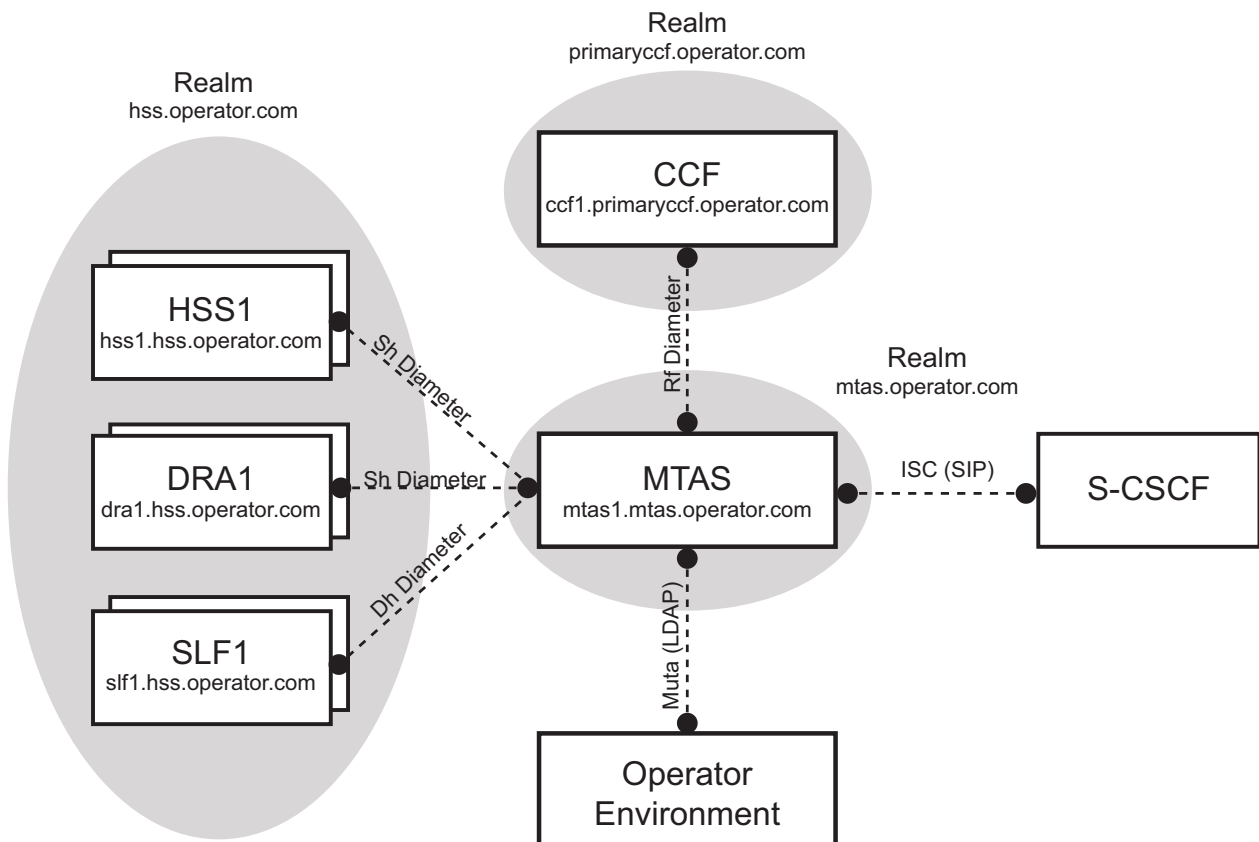 Realm
primaryccf.operator.com
Realm
hss.operator.com
CCF
ccf1.primaryccf.operator.com
HSS1
hss1.hss.operator.com
Sh Diameter
Rf Diameter
Realm
mtas.operator.com
DRA1
dra1.hss.operator.com
Sh Diameter
MTAS
mtas1.mtas.operator.com
ISC (SIP)
S-CSCF
Dh Diameter
SLF1
slf1.hss.operator.com
Muta (LDAP)
Operator
Environment